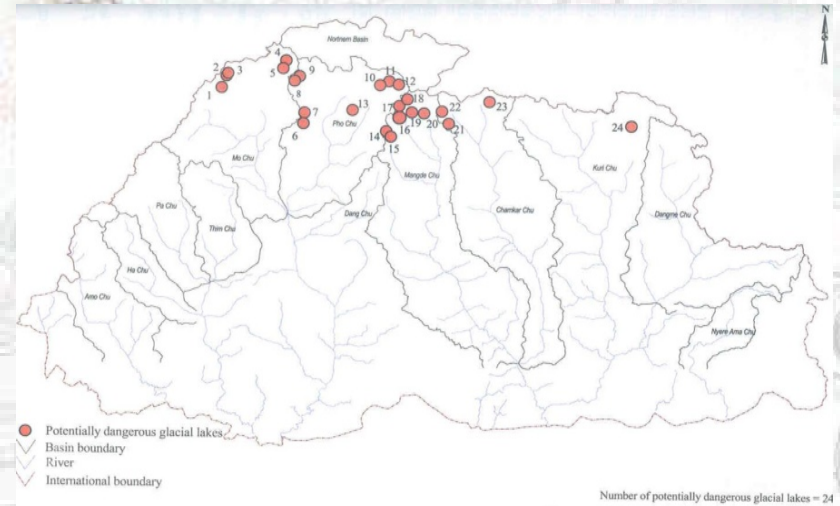 N
Northern Basin
4
2
3
5
9
11
10
12
1
8
18
22
23
17
13
7
Pho Chu
19
20
21
24
6
16
14
15
Mo Chu
Kuri Chu
Mangde Chu
Pa Chu
Chamkar Chu
Dang Chu
Dangme Chu
Thim Chu
Ha Chu
Amo Chu
Nyere Ama Chu
Potentially dangerous glacial lakes
Basin boundary
River
International boundary
Number of potentially dangerous glacial lakes = 24